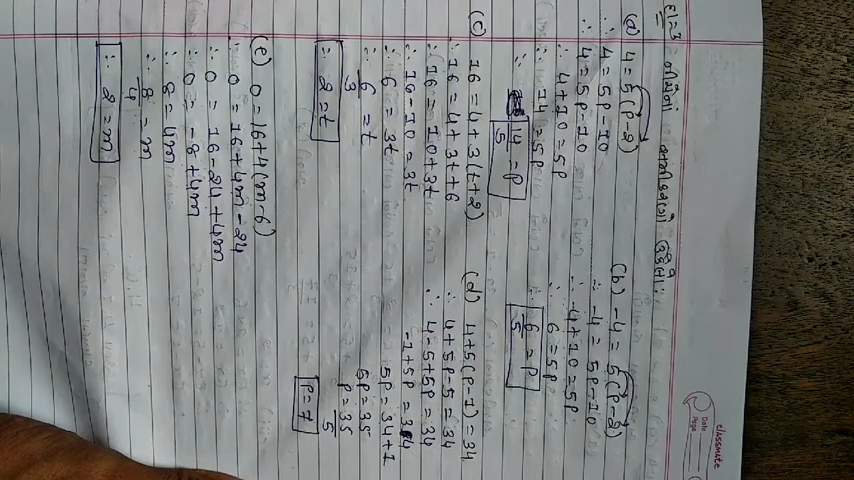 classmate
Date
Page
દા-3 નીચેના સમીકરણો ઉકેલો
(a) 4 = 5(P-2)
∴ 4 = 5P-10
∴ 4 = 5P-10
∴ 4+10 = 5P
∴ 14 = 5P
∴ 14/5 = P
(b) -4 = 5(P-2)
∴ -4 = 5P-10
∴ -4+10 = 5P
∴ 6 = 5P
∴ 6/5 = P
(c) 16 = 4+3(t+2)
∴ 16 = 4+3t+6
∴ 16 = 10+3t
∴ 16-10 = 3t
∴ 6 = 3t
∴ 6/3 = t
∴ 2 = t
(d) 4+5(P-1) = 34
∴ 4+5P-5 = 34
∴ 4-5+5P = 34
-1+5P = 34
5P = 34+1
5P = 35
P = 35/5
P = 7
(e) 0 = 16+4(m-6)
∴ 0 = 16+4m-24
∴ 0 = 16-24+4m
∴ 0 = -8+4m
∴ 8 = 4m
∴ 8/4 = m
∴ 2 = m